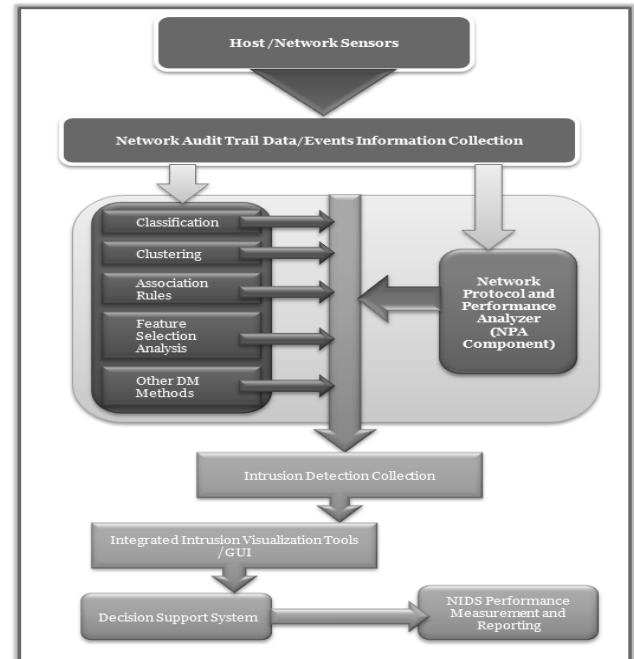 Host /Network Sensors
Network Audit Trail Data/Events Information Collection
Classification
Clustering
Association
Rules
Feature
Selection
Analysis
Other DM
Methods
Network
Protocol and
Performance
Analyzer
(NPA
Component)
Intrusion Detection Collection
Integrated Intrusion Visualization Tools
/GUI
Decision Support System
NIDS Performance
Measurement and
Reporting